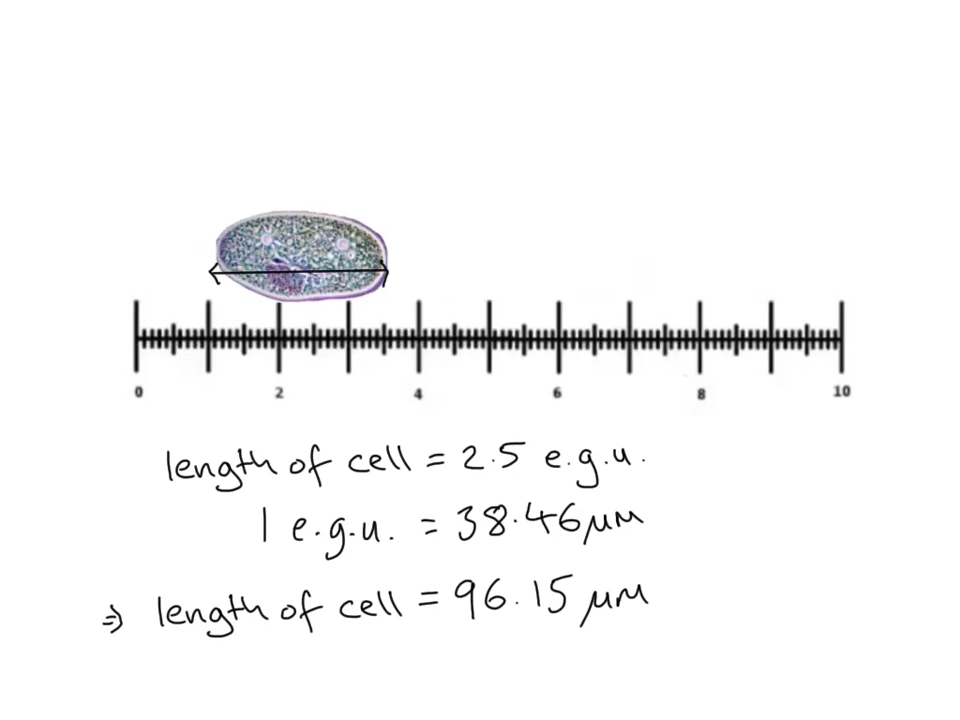 0 2 4 6 8 10
length of cell = 2.5 e.g.u.
1 e.g.u. = 38.46 μm
⇒ length of cell = 96.15 μm